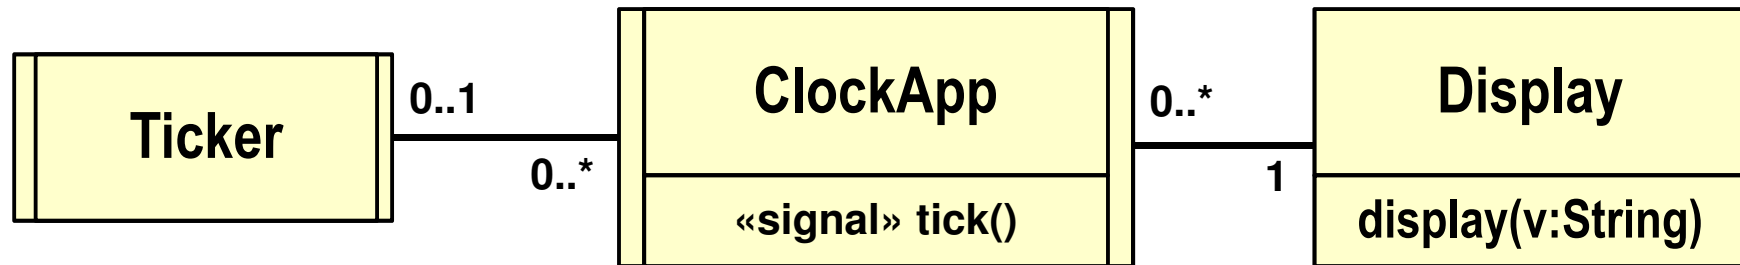 Ticker
0..1
0..*
ClockApp
«signal» tick()
0..*
1
Display
display(v:String)